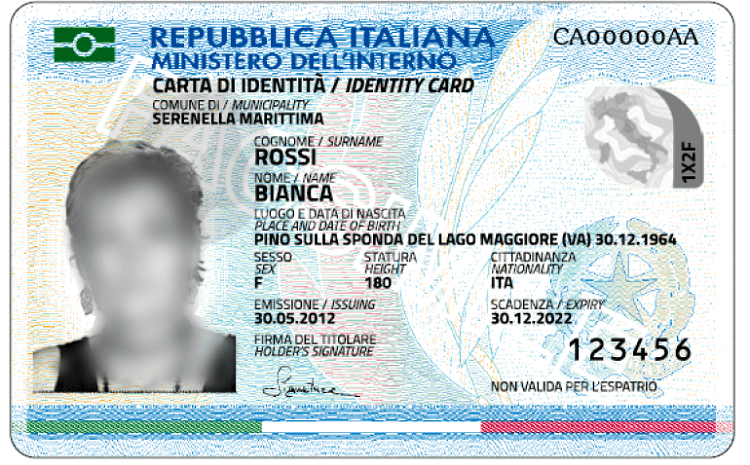 REPUBBLICA ITALIANA
CA00000AA
MINISTERO DELL'INTERNO
CARTA DI IDENTITÀ / IDENTITY CARD
COMUNE DI / MUNICIPALITY
SERENELLA MARITTIMA
COGNOME / SURNAME
ROSSI
NOME / NAME
BIANCA
1X2F
LUOGO E DATA DI NASCITA
PLACE AND DATE OF BIRTH
PINO SULLA SPONDA DEL LAGO MAGGIORE (VA) 30.12.1964
SESSO STATURA CITTADINANZA
SEX HEIGHT NATIONALITY
F 180 ITA
EMISSIONE / ISSUING SCADENZA / EXPIRY
30.05.2012 30.12.2022
FIRMA DEL TITOLARE
HOLDER'S SIGNATURE
123456
Signature
NON VALIDA PER L'ESPATRIO